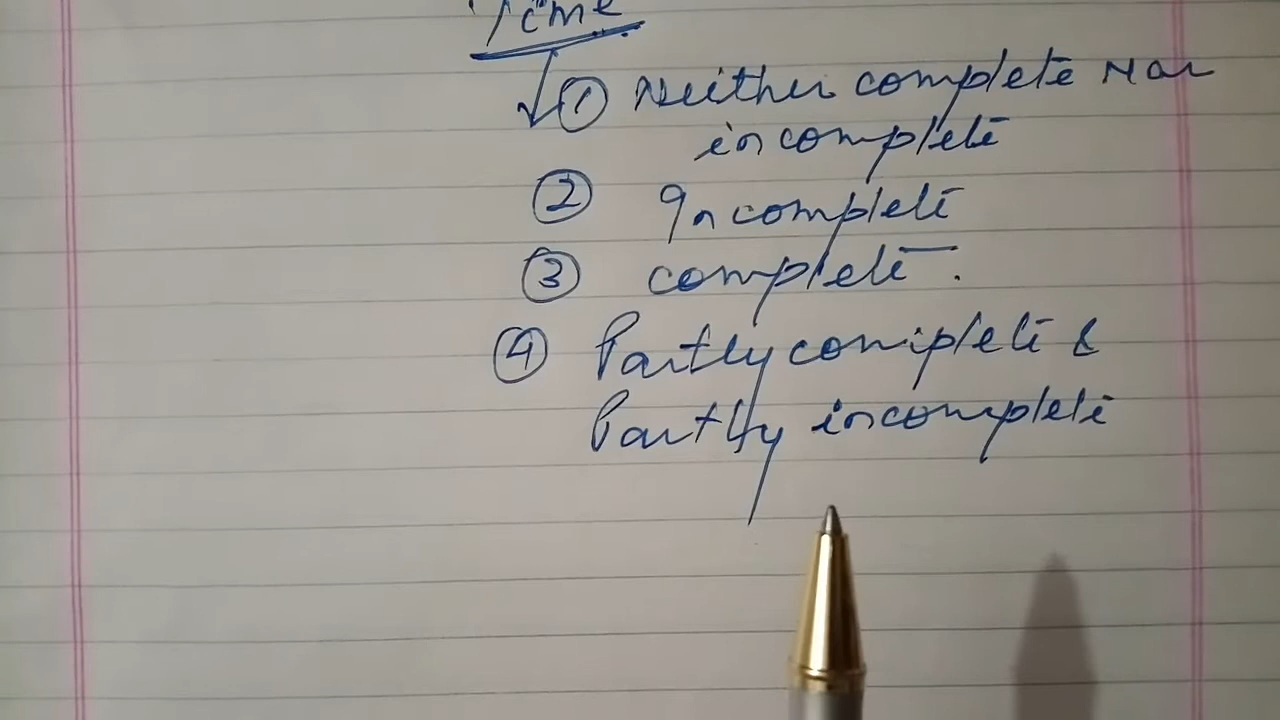 Time
① Neither complete Nor
incomplete
② Incomplete
③ complete.
④ Partly complete &
Partly incomplete